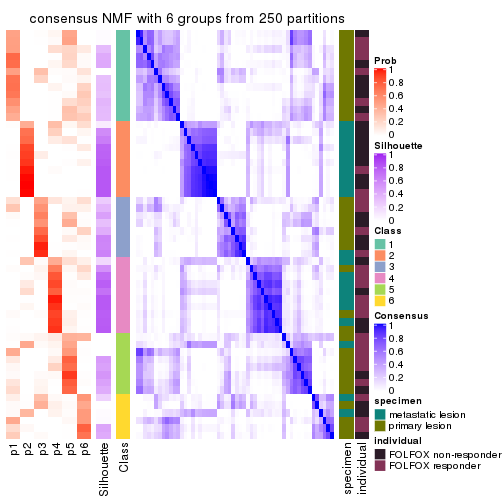 consensus NMF with 6 groups from 250 partitions
Prob
1
0.8
0.6
0.4
0.2
0
Silhouette
1
0.8
0.6
0.4
0.2
0
Class
1
2
3
4
5
6
Consensus
1
0.8
0.6
0.4
0.2
0
specimen
metastatic lesion
primary lesion
individual
FOLFOX non-responder
FOLFOX responder
p1
p2
p3
p4
p5
p6
Silhouette
Class
specimen
individual